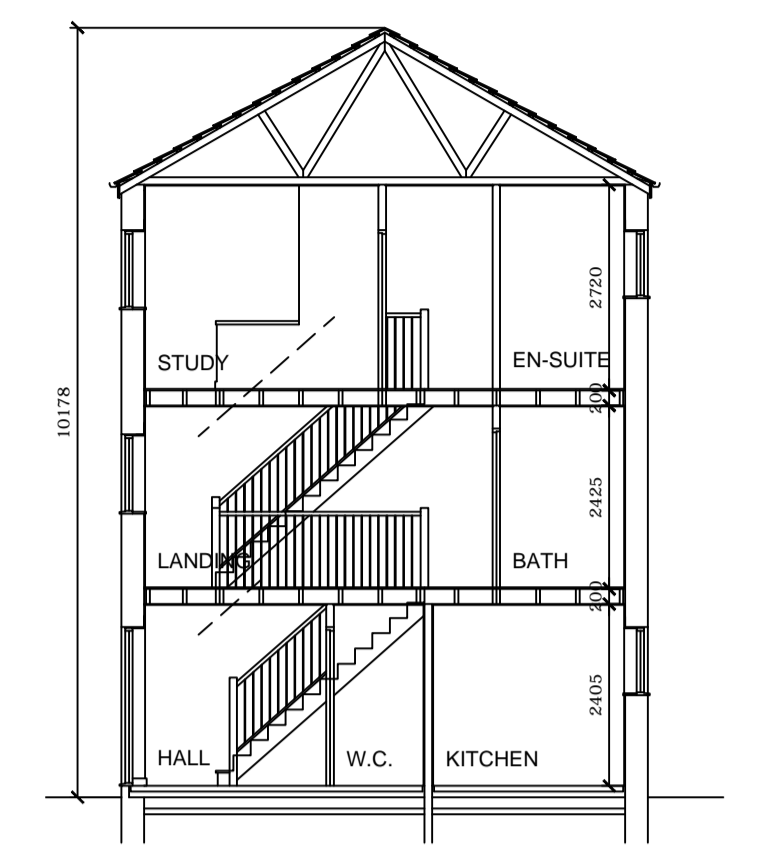 2720
STUDY
EN-SUITE
200
10178
2425
LANDING
BATH
200
2405
HALL
W.C.
KITCHEN